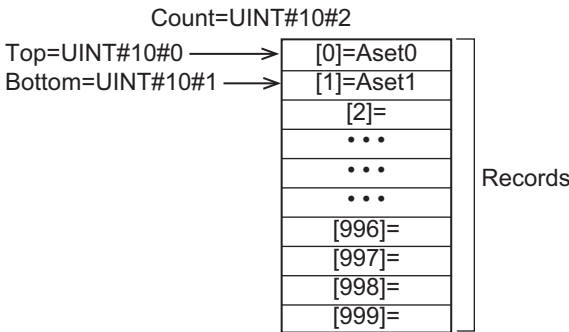 Count=UINT#10#2
Top=UINT#10#0
[0]=Aset0
Bottom=UINT#10#1
[1]=Aset1
[2]=
• • •
• • •
• • •
Records
[996]=
[997]=
[998]=
[999]=